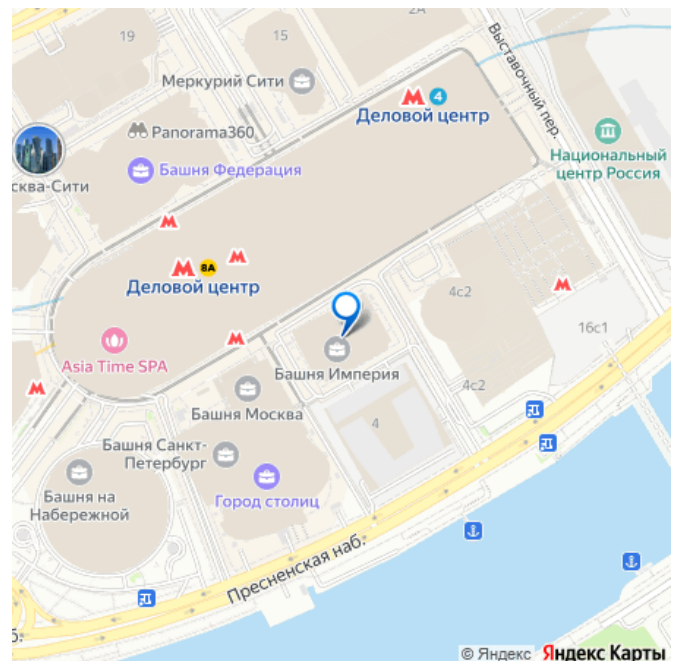 2А
19
15
Выставочный пер.
Меркурий Сити
4
Деловой центр
Panorama360
Национальный
центр Россия
Башня Федерация
сква-Сити
8А
Деловой центр
4с2
16с1
Asia Time SPA
Башня Империя
4с2
Башня Москва
4
Башня Санкт-
Петербург
Башня на
Набережной
Город столиц
Пресненская наб.
б:
© Яндекс Яндекс Карты